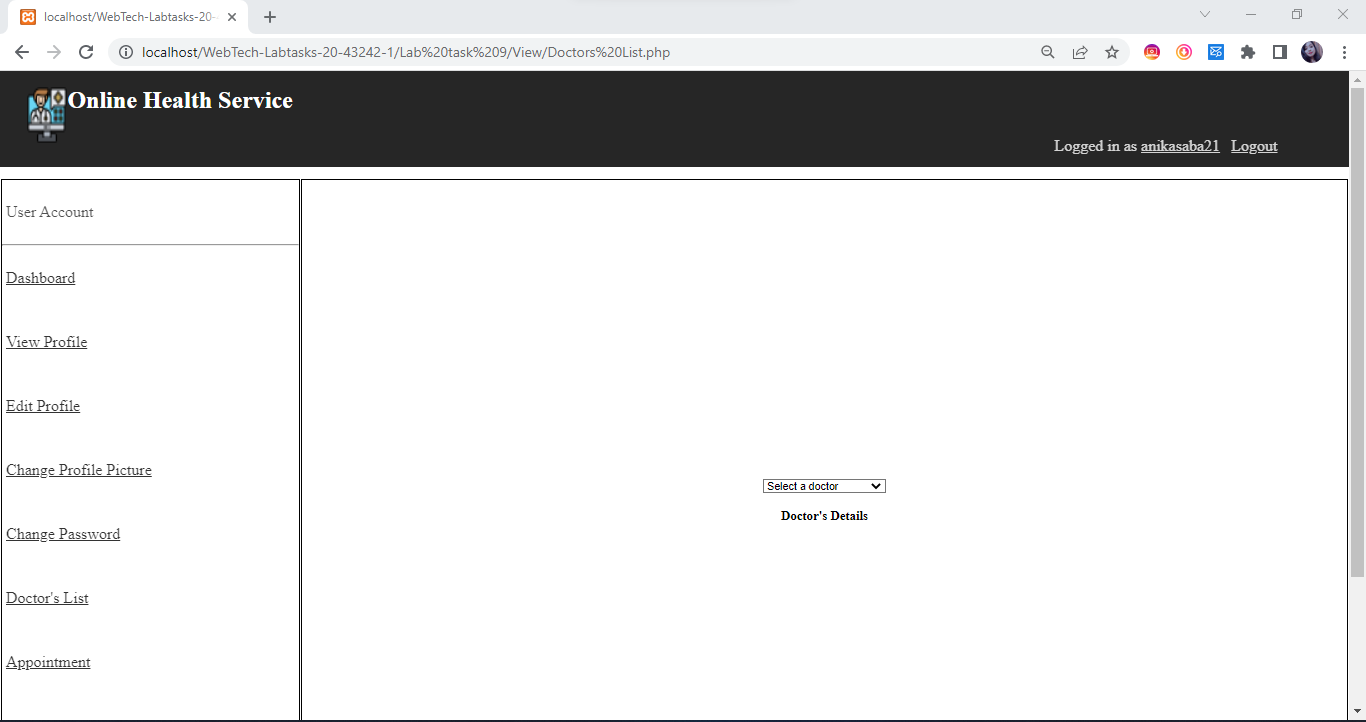 localhost/WebTech-Labtasks-20-
localhost/WebTech-Labtasks-20-43242-1/Lab%20task%209/View/Doctors%20List.php
Online Health Service
Logged in as anikasaba21 Logout
User Account
Dashboard
View Profile
Edit Profile
Change Profile Picture
Change Password
Doctor's List
Appointment
Select a doctor
Doctor's Details